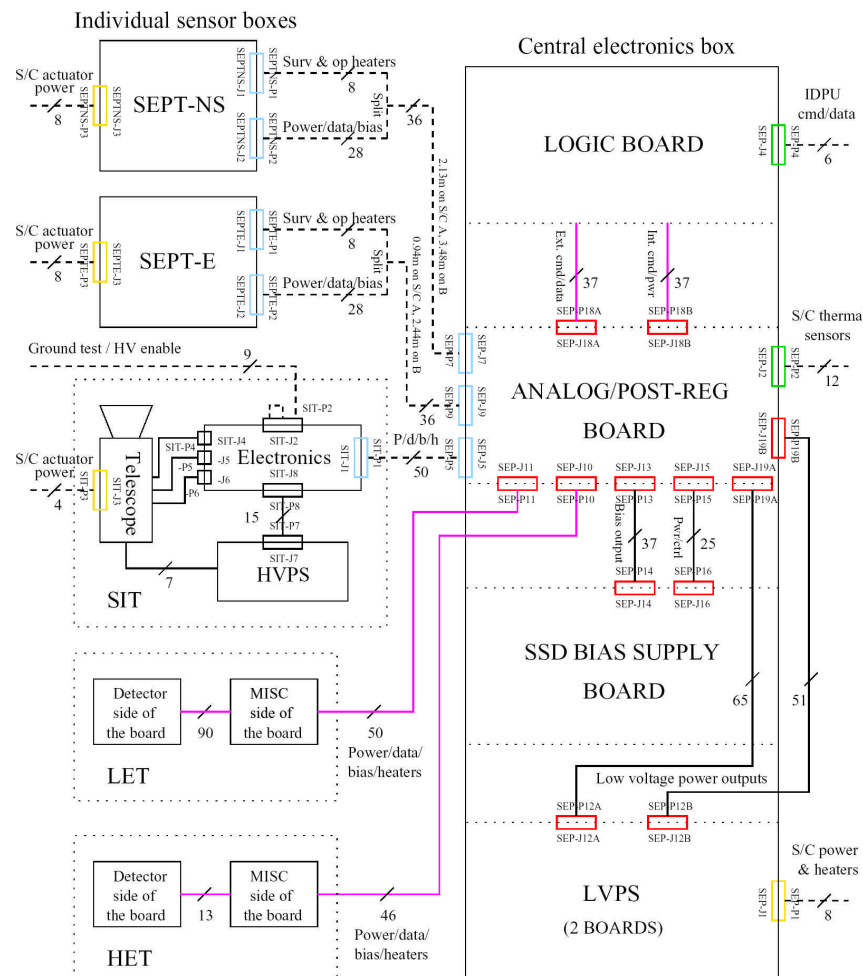 Individual sensor boxes
Central electronics box
S/C actuator
power
8
SEPTNS-P3
SEPTNS-J3
SEPT-NS
SEPTNS-J1
SEPTNS-P1
SEPTNS-J2
SEPTNS-P2
Surv & op heaters
8
Power/data/bias
28
Split
36
2.13m on S/C A, 3.48m on B
S/C actuator
power
8
SEPTE-P3
SEPTE-J3
SEPT-E
SEPTE-J1
SEPTE-P1
SEPTE-J2
SEPTE-P2
Surv & op heaters
8
Power/data/bias
28
Split
0.94m on S/C A, 2.44m on B
36
LOGIC BOARD
SEP-J4
SEP-P4
IDPU
cmd/data
6
Ext. cmd/data
37
Int. cmd/pwr
37
SEP-P18A
SEP-P18B
SEP-J18A
SEP-J18B
S/C therma
sensors
12
SEP-J2
SEP-P2
SEP-P7
SEP-J7
SEP-P9
SEP-J9
SEP-P5
SEP-J5
ANALOG/POST-REG
BOARD
SEP-J19B
SEP-P19B
SEP-J11
SEP-J10
SEP-J13
SEP-J15
SEP-J19A
SEP-P11
SEP-P10
SEP-P13
SEP-P15
SEP-P19A
Bias output
37
Pwr/ctrl
25
SEP-P14
SEP-P16
SEP-J14
SEP-J16
SSD BIAS SUPPLY
BOARD
65
51
Low voltage power outputs
SEP-P12A
SEP-P12B
SEP-J12A
SEP-J12B
LVPS
(2 BOARDS)
SEP-J1
SEP-P1
S/C power
& heaters
8
Ground test / HV enable
9
SIT-P2
SIT-J2
SIT-P4
SIT-J4
-P5
-J5
-P6
-J6
Electronics
SIT-J1
SIT-P1
P/d/b/h
50
S/C actuator
power
4
SIT-P3
SIT-J3
Telescope
SIT-J8
SIT-P8
15
SIT-P7
SIT-J7
HVPS
7
SIT
Detector
side of
the board
90
MISC
side of
the board
50
Power/data/
bias/heaters
LET
Detector
side of
the board
13
MISC
side of
the board
46
Power/data/
bias/heaters
HET